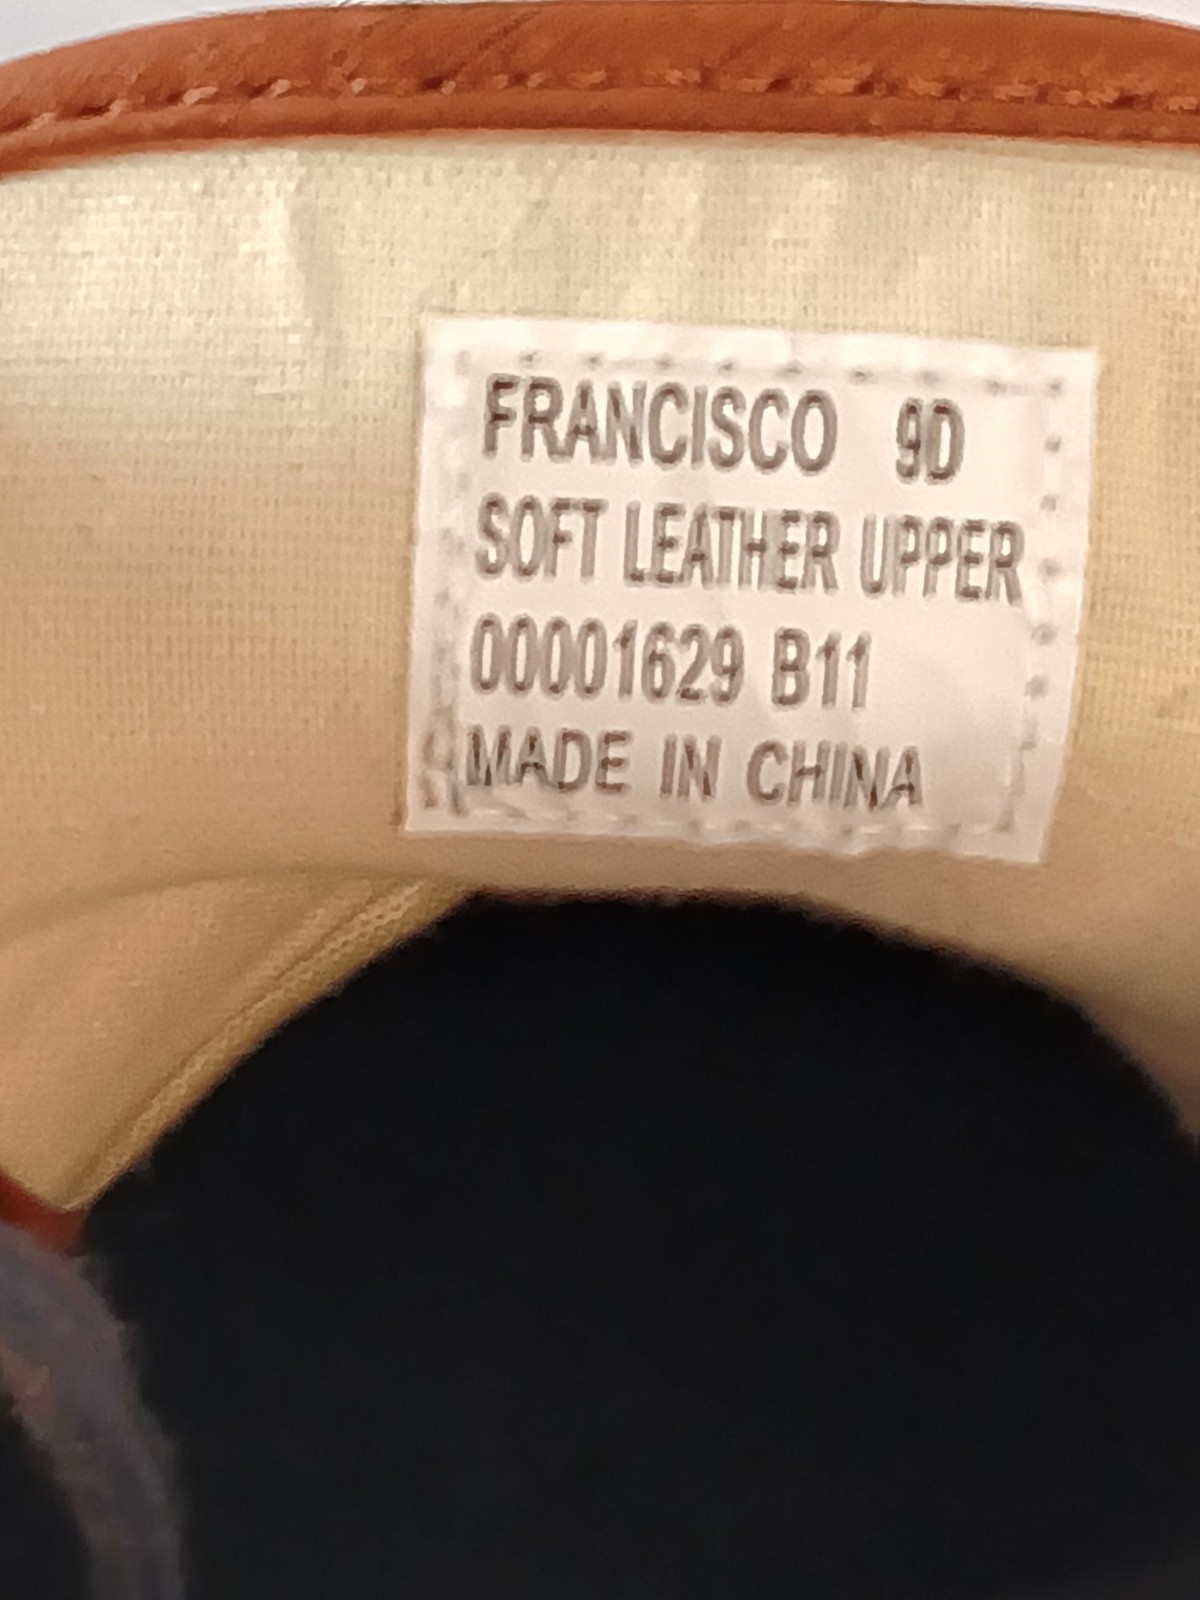 FRANCISCO 9D
SOFT LEATHER UPPER
00001629 B11
MADE IN CHINA